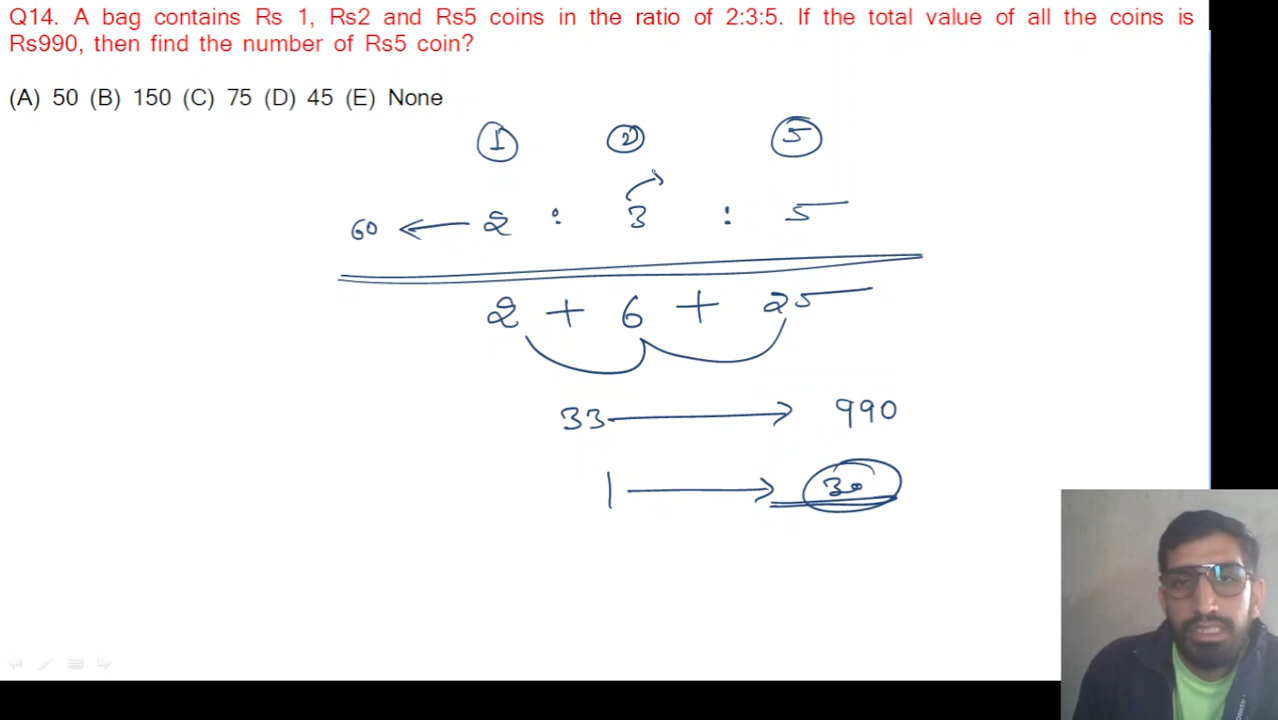 Q14. A bag contains Rs 1, Rs2 and Rs5 coins in the ratio of 2:3:5. If the total value of all the coins is
Rs990, then find the number of Rs5 coin?
(A) 50 (B) 150 (C) 75 (D) 45 (E) None
1 2 5
60 ← 2 : 3 : 5
2 + 6 + 25
33 → 990
1 → 30